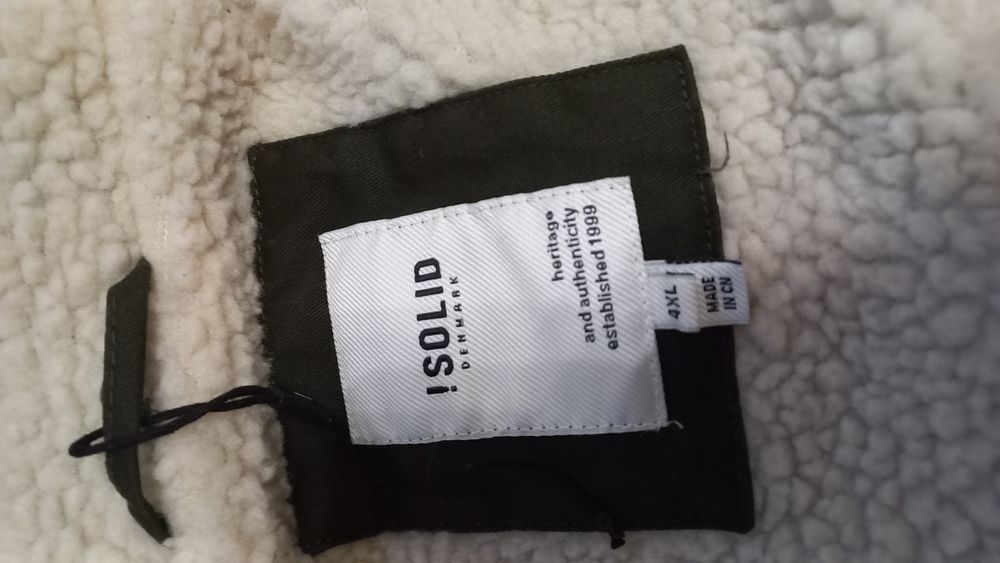 !SOLID
DENMARK
heritage
and authenticity
established 1999
4XL
MADE
IN CN